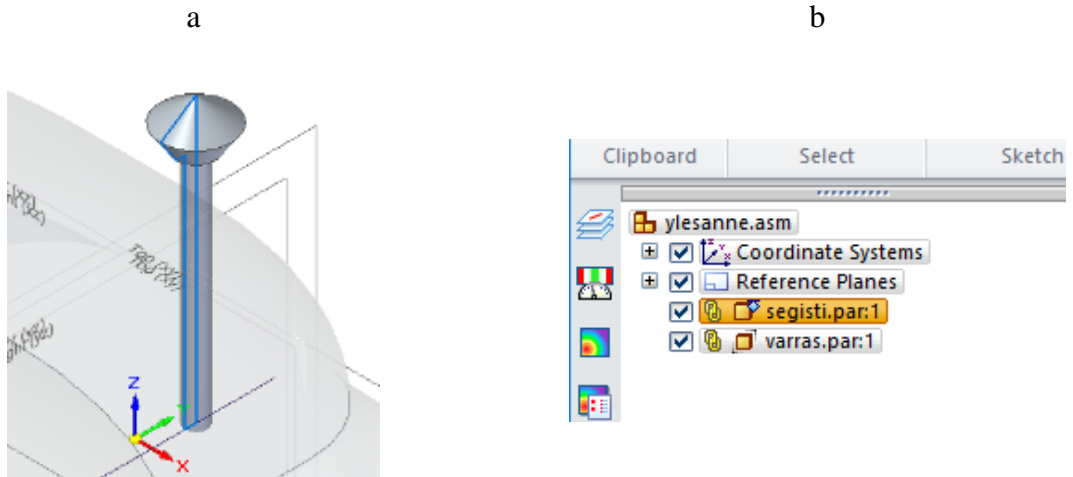 a
b
Clipboard Select Sketch
ylesanne.asm
Coordinate Systems
Reference Planes
segisti.par:1
varras.par:1
Z
Y
X